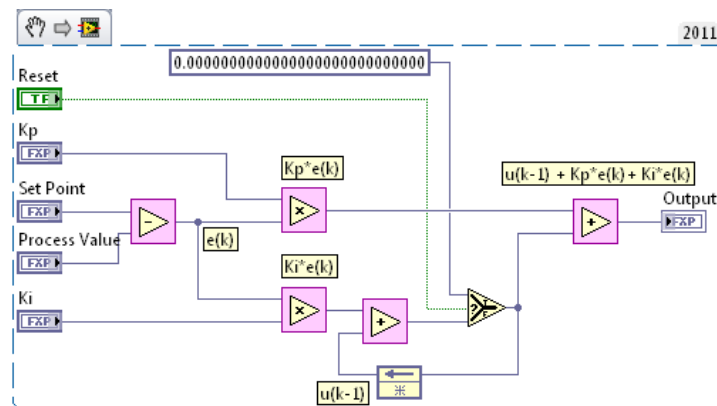 2011
0.0000000000000000000000000000
Reset
TF
Kp
FXP
Kp*e(k)
u(k-1) + Kp*e(k)+ Ki*e(k)
Set Point
FXP
Output
FXP
Process Value
FXP
e(k)
Ki*e(k)
Ki
FXP
u(k-1)